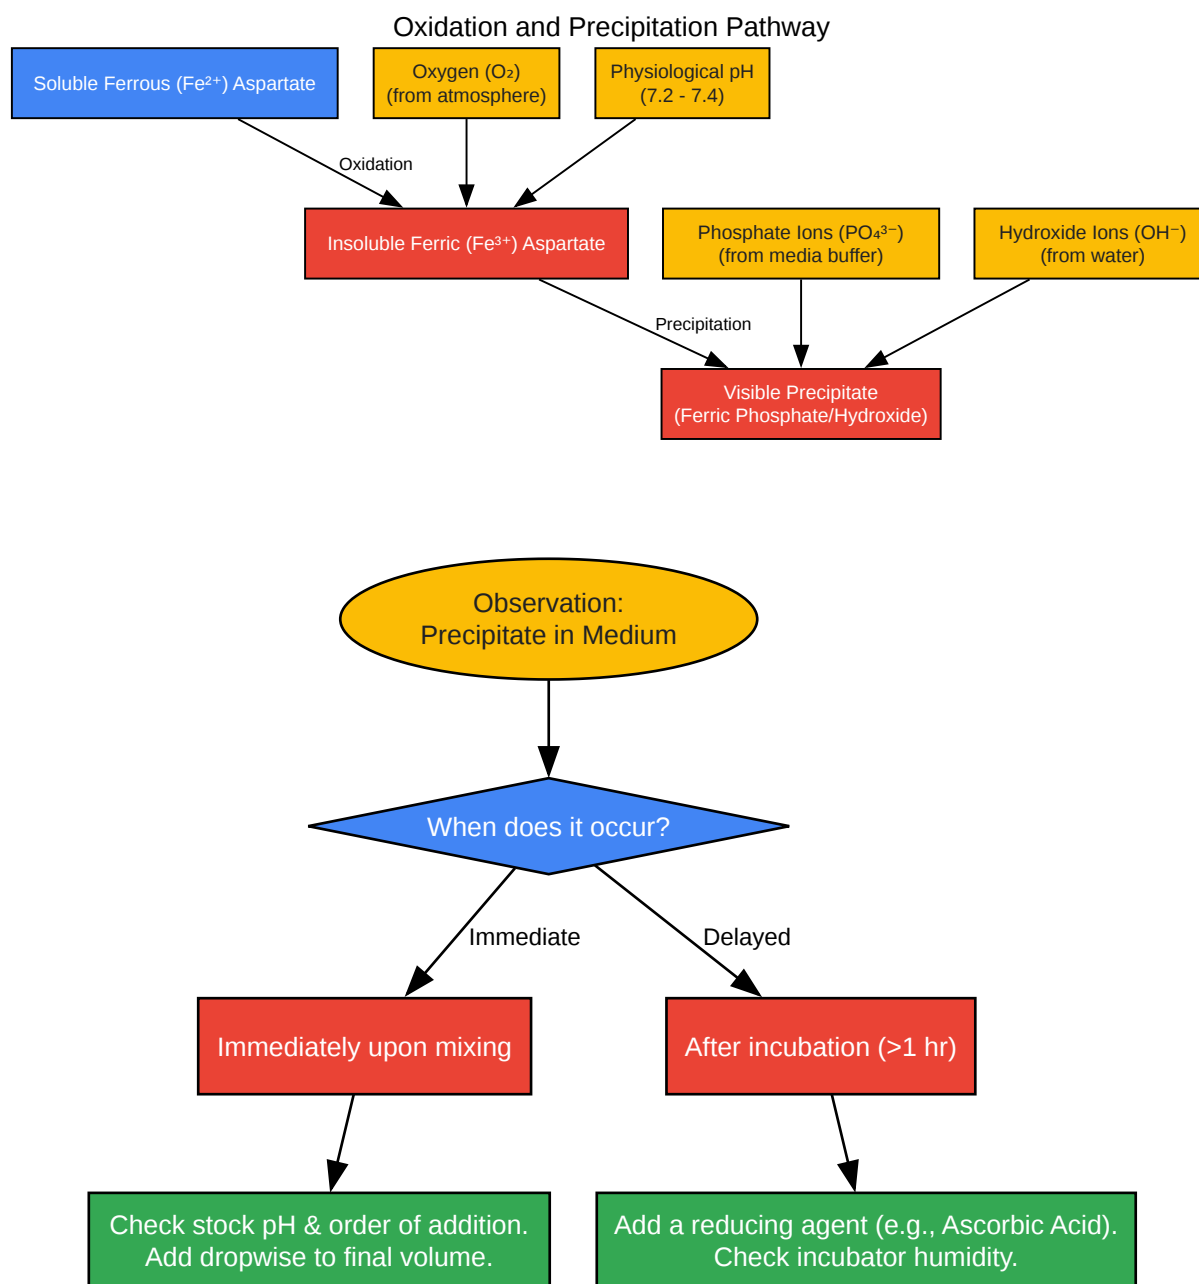 Oxidation and Precipitation Pathway
Soluble Ferrous (Fe²⁺) Aspartate
Oxygen (O₂)
(from atmosphere)
Physiological pH
(7.2 - 7.4)
Oxidation
Insoluble Ferric (Fe³⁺) Aspartate
Phosphate Ions (PO₄³⁻)
(from media buffer)
Hydroxide Ions (OH⁻)
(from water)
Precipitation
Visible Precipitate
(Ferric Phosphate/Hydroxide)
Observation:
Precipitate in Medium
When does it occur?
Immediate
Delayed
Immediately upon mixing
After incubation (>1 hr)
Check stock pH & order of addition.
Add dropwise to final volume.
Add a reducing agent (e.g., Ascorbic Acid).
Check incubator humidity.